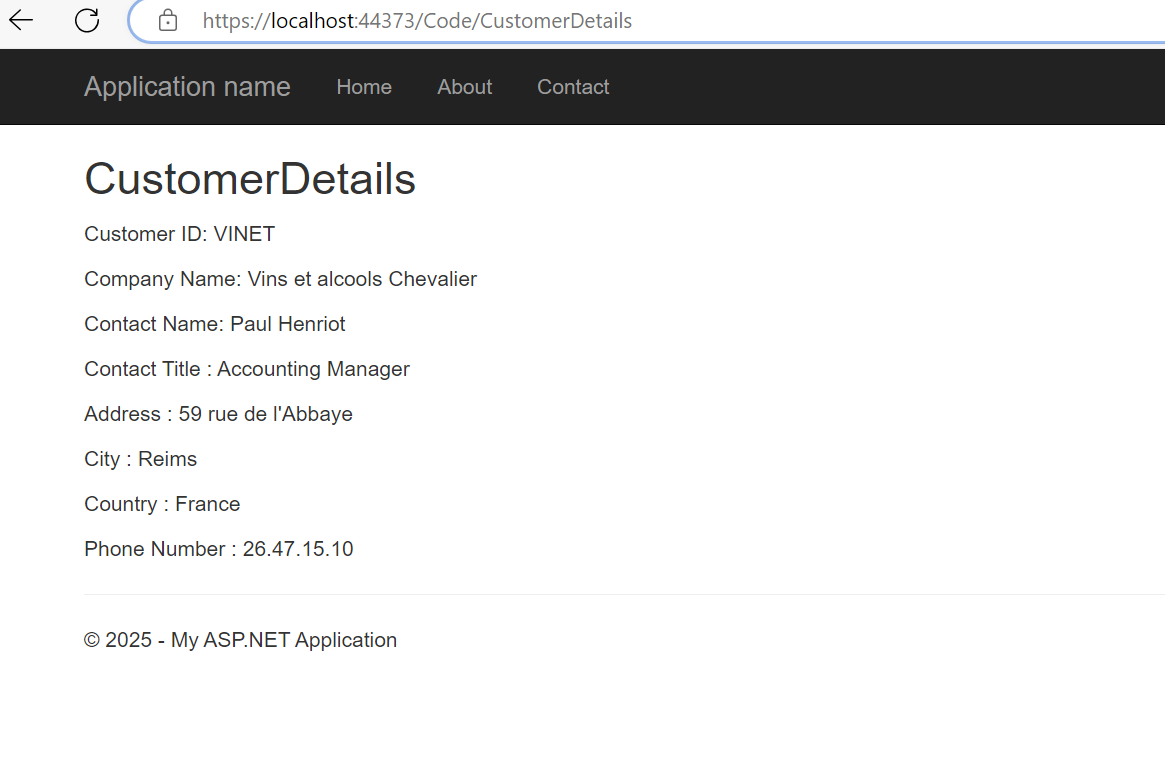 https://localhost:44373/Code/CustomerDetails
Application name Home About Contact
CustomerDetails
Customer ID: VINET
Company Name: Vins et alcools Chevalier
Contact Name: Paul Henriot
Contact Title : Accounting Manager
Address : 59 rue de l'Abbaye
City : Reims
Country : France
Phone Number : 26.47.15.10
© 2025 - My ASP.NET Application